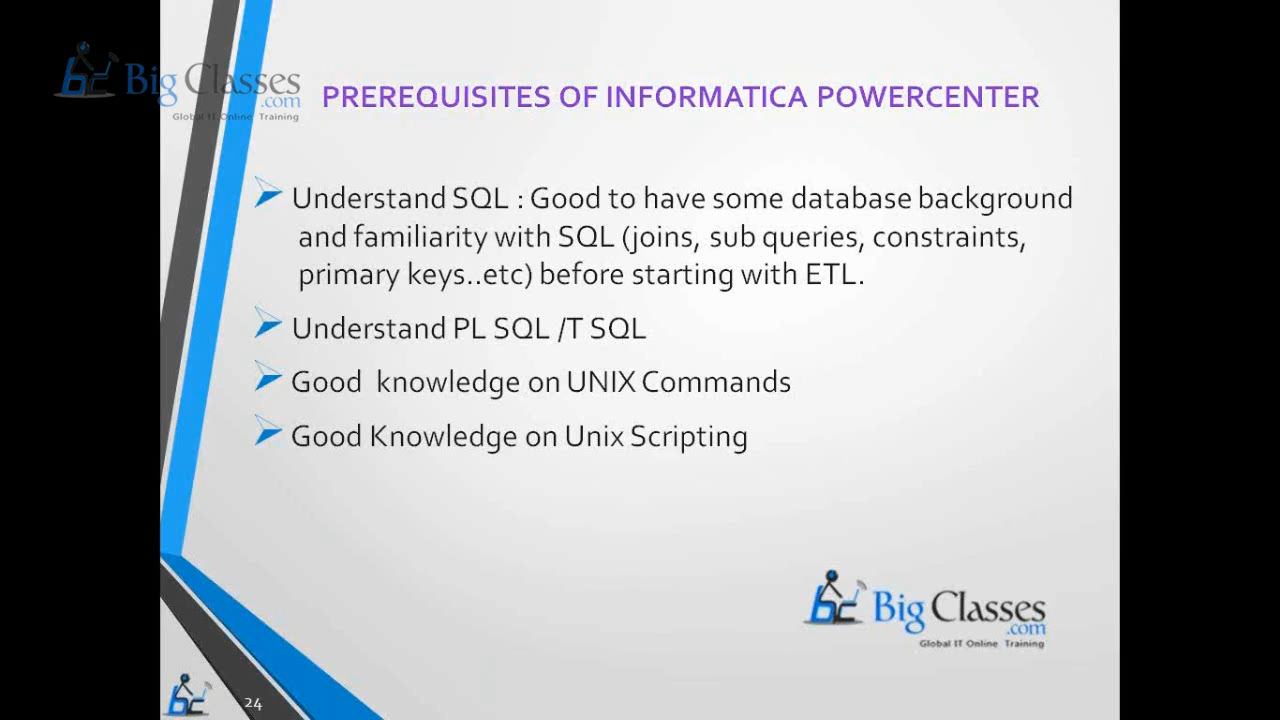 Big Classes
.com
Global IT Online Training
PREREQUISITES OF INFORMATICA POWERCENTER
Understand SQL : Good to have some database background
and familiarity with SQL (joins, sub queries, constraints,
primary keys..etc) before starting with ETL.
Understand PL SQL /T SQL
Good knowledge on UNIX Commands
Good Knowledge on Unix Scripting
Big Classes
.com
Global IT Online Training
24